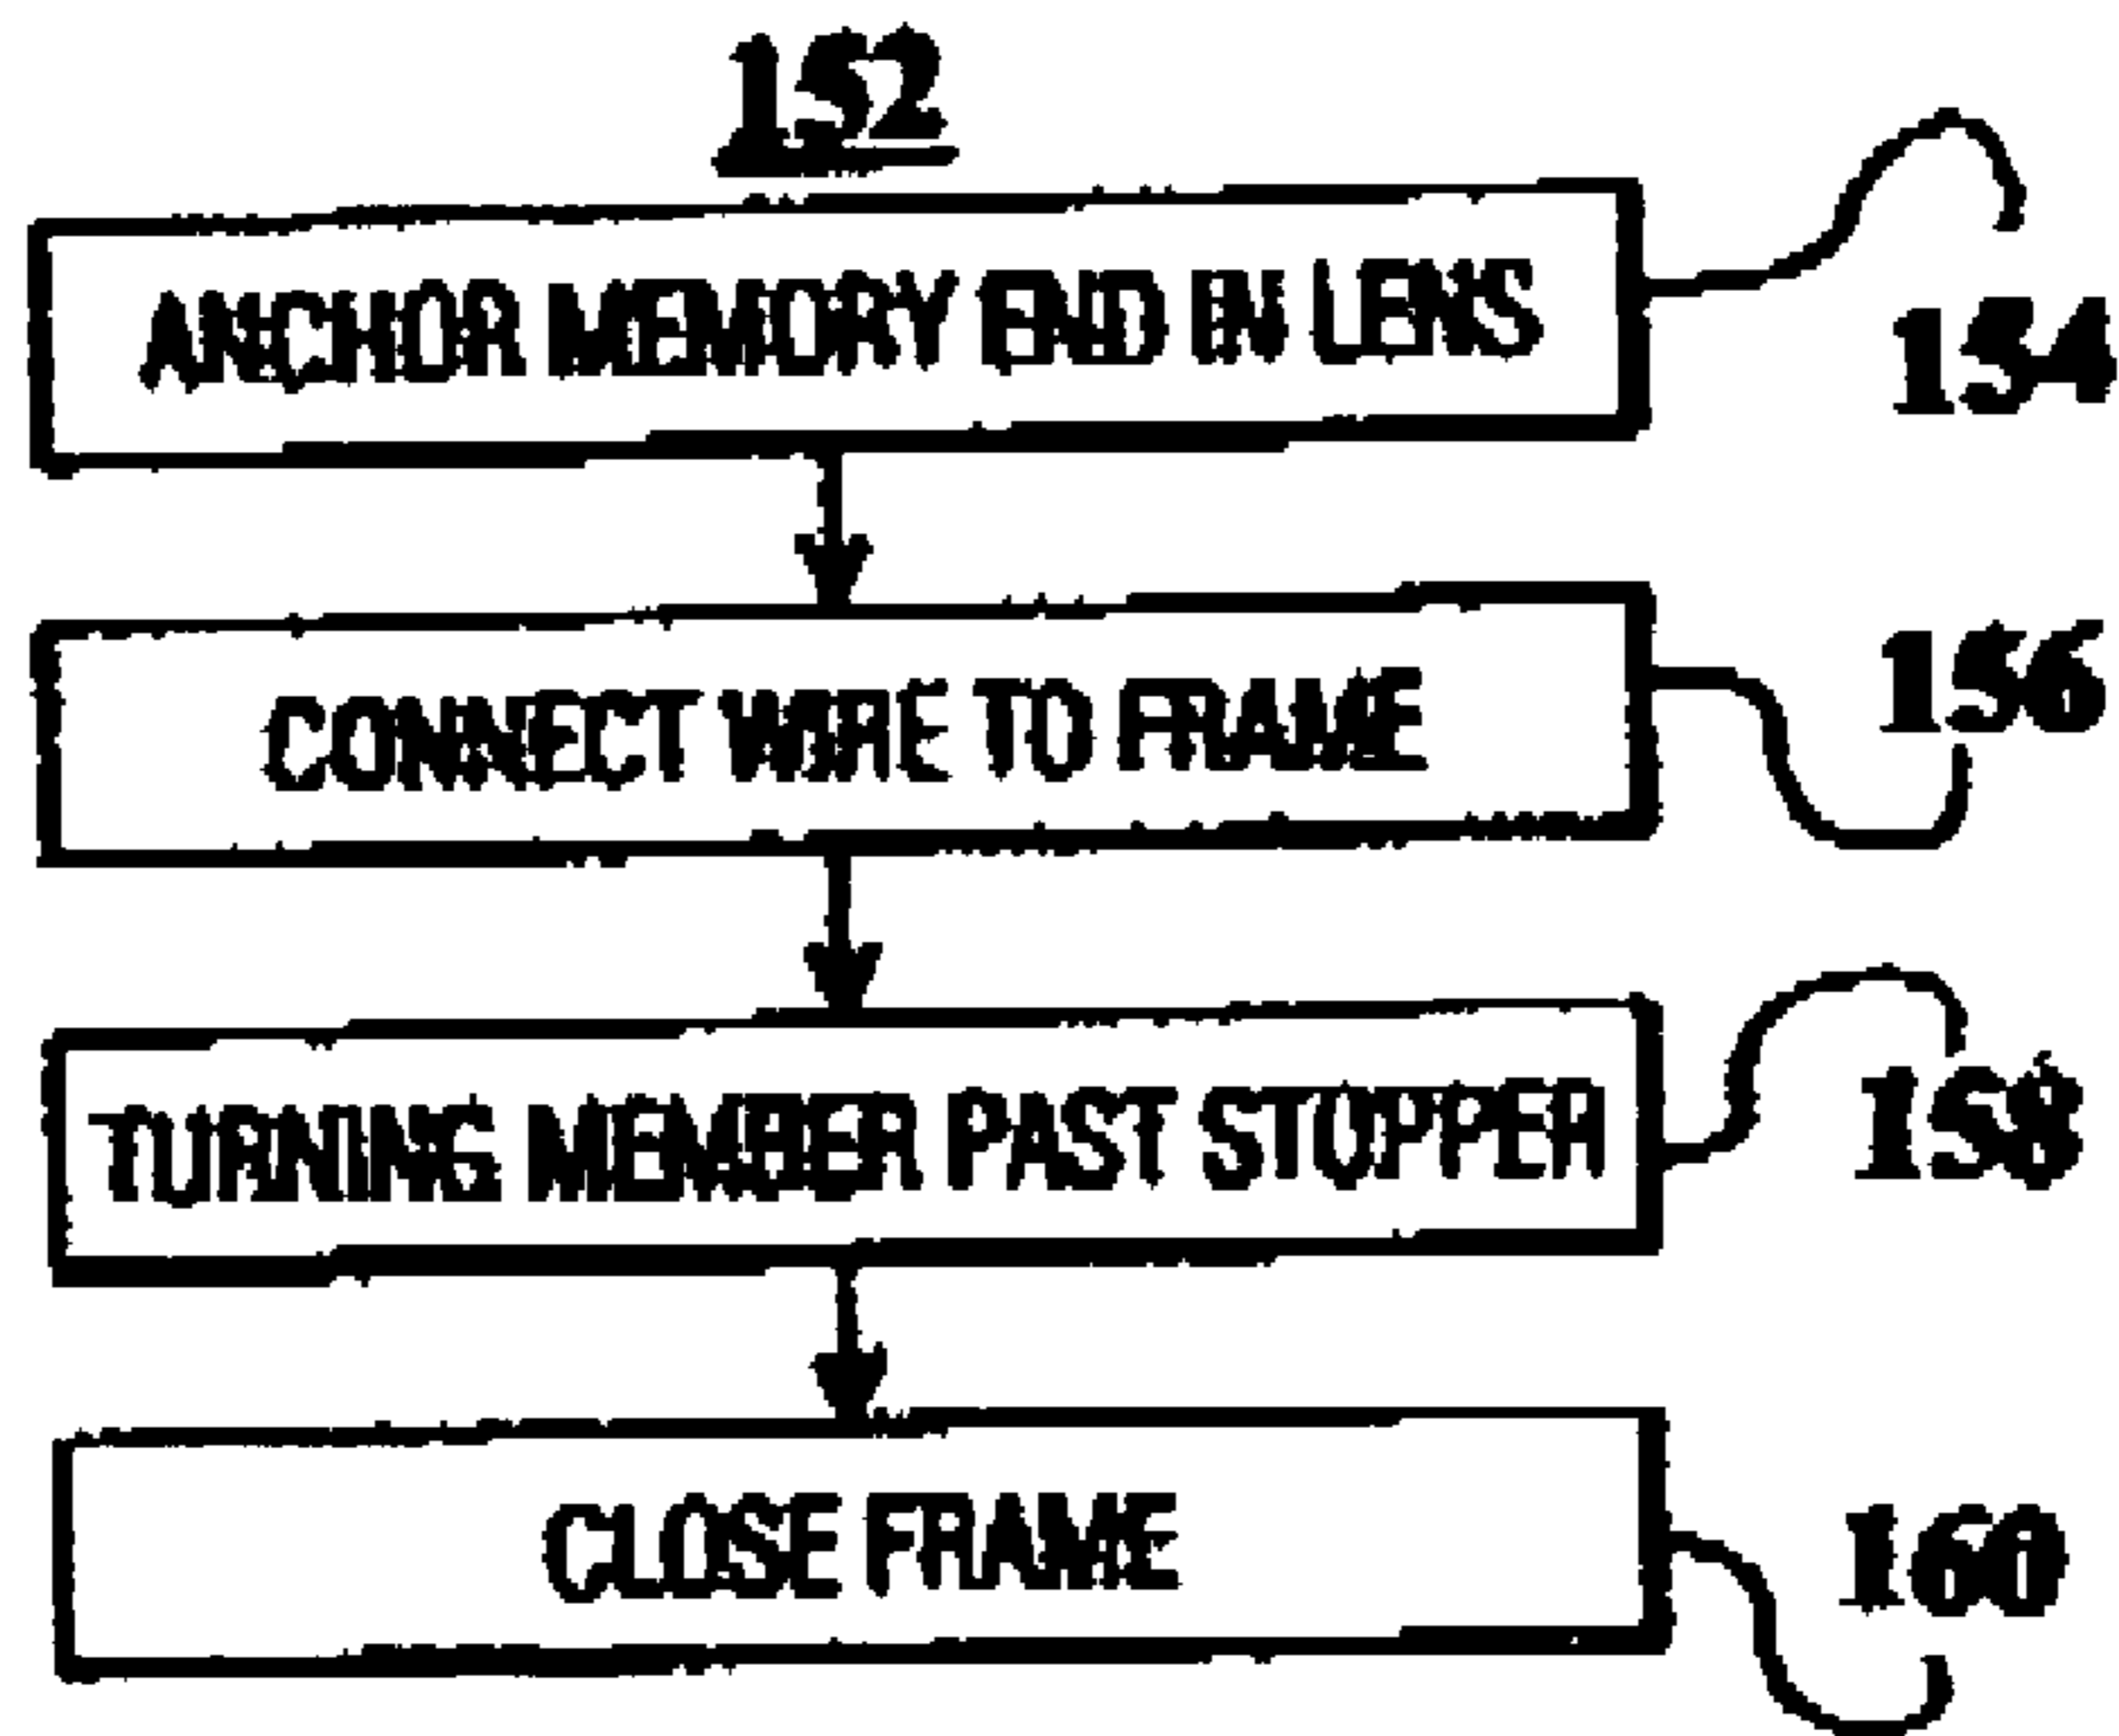 152
ANCHOR MEMORY END IN LENS
154
CONNECT WIRE TO FRAME
156
TURNING MEMBER PAST STOPPER
158
CLOSE FRAME
160